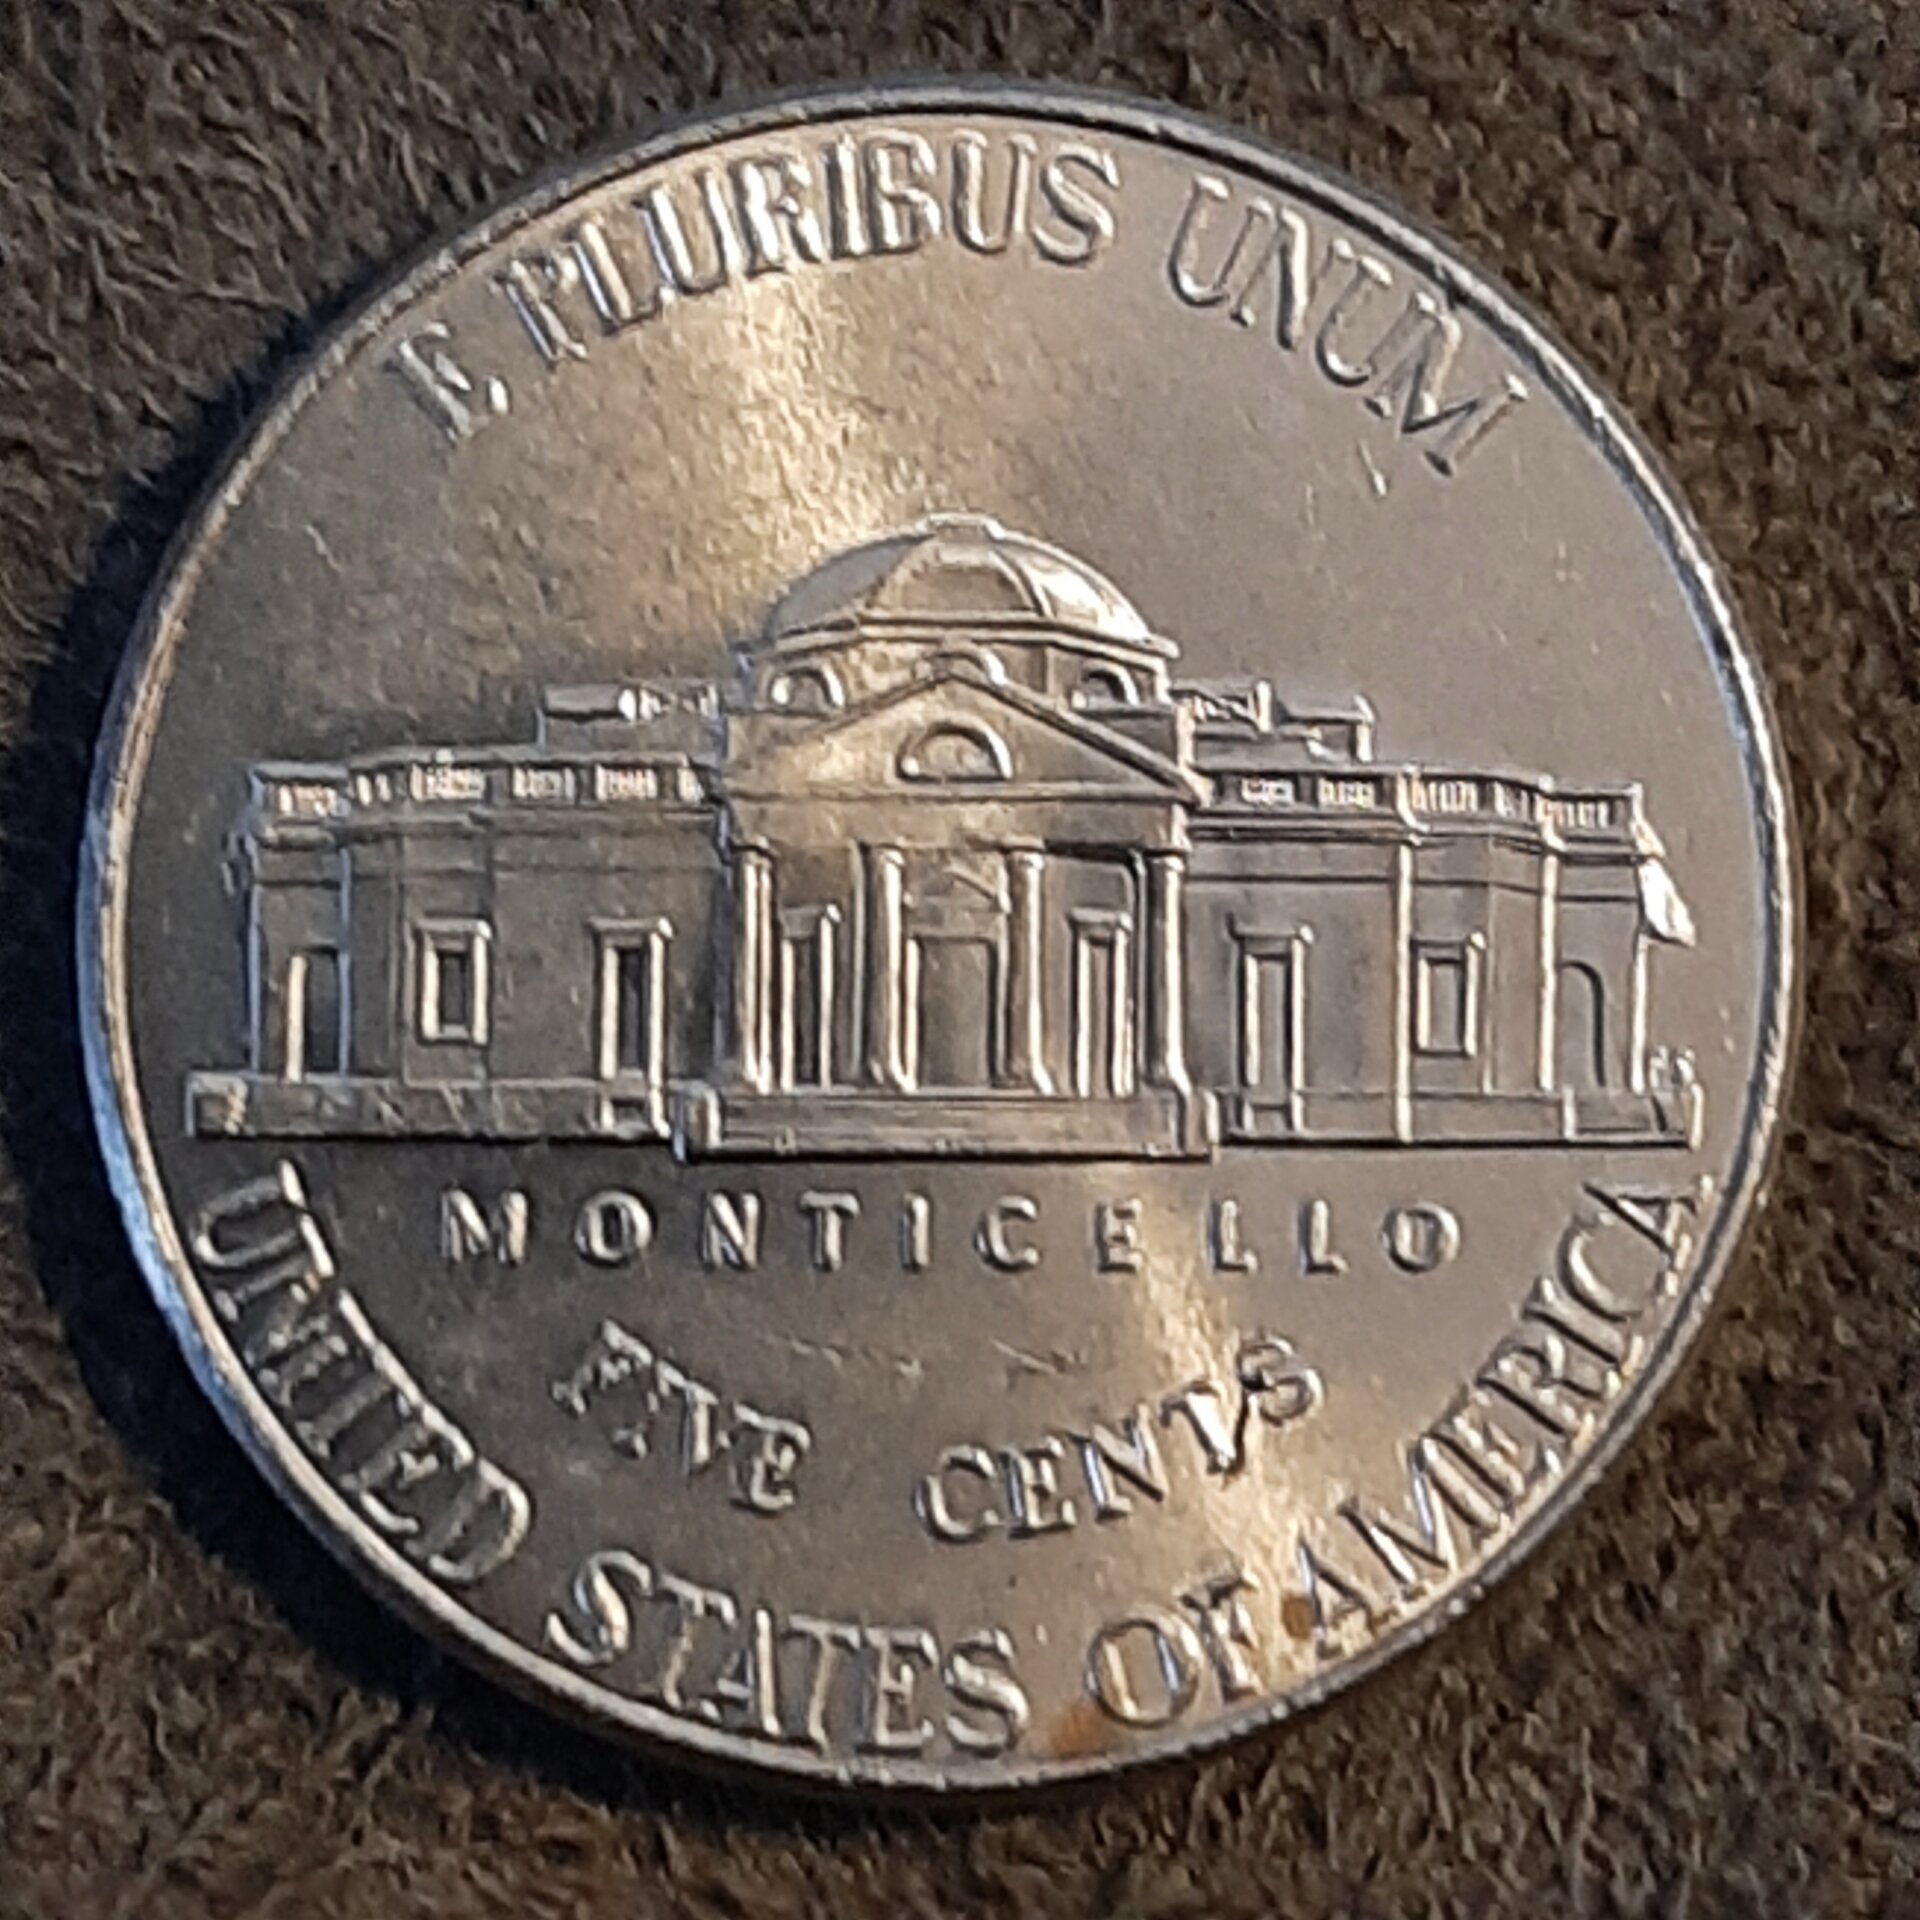 E PLURIBUS UNUM
MONTICELLO
FIVE CENTS
UNITED STATES OF AMERICA